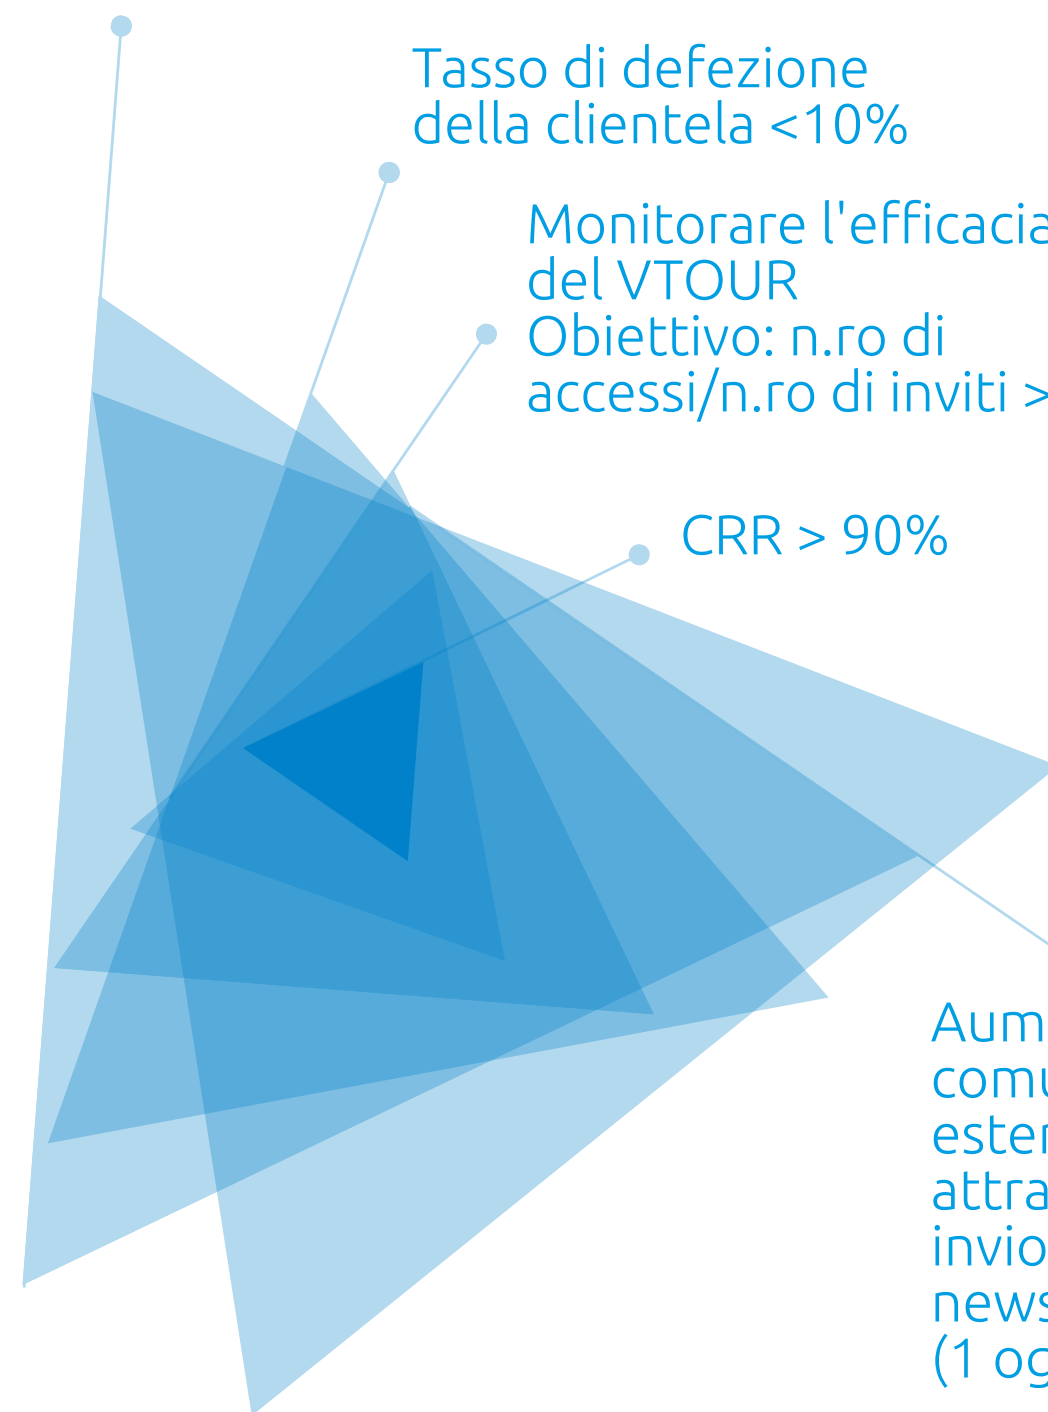 Tasso di defezione
della clientela <10%
Monitorare l'efficacia
del VTOUR
Obiettivo: n.ro di
accessi/n.ro di inviti >
CRR > 90%
Aum
comu
ester
attra
invio
news
(1 og